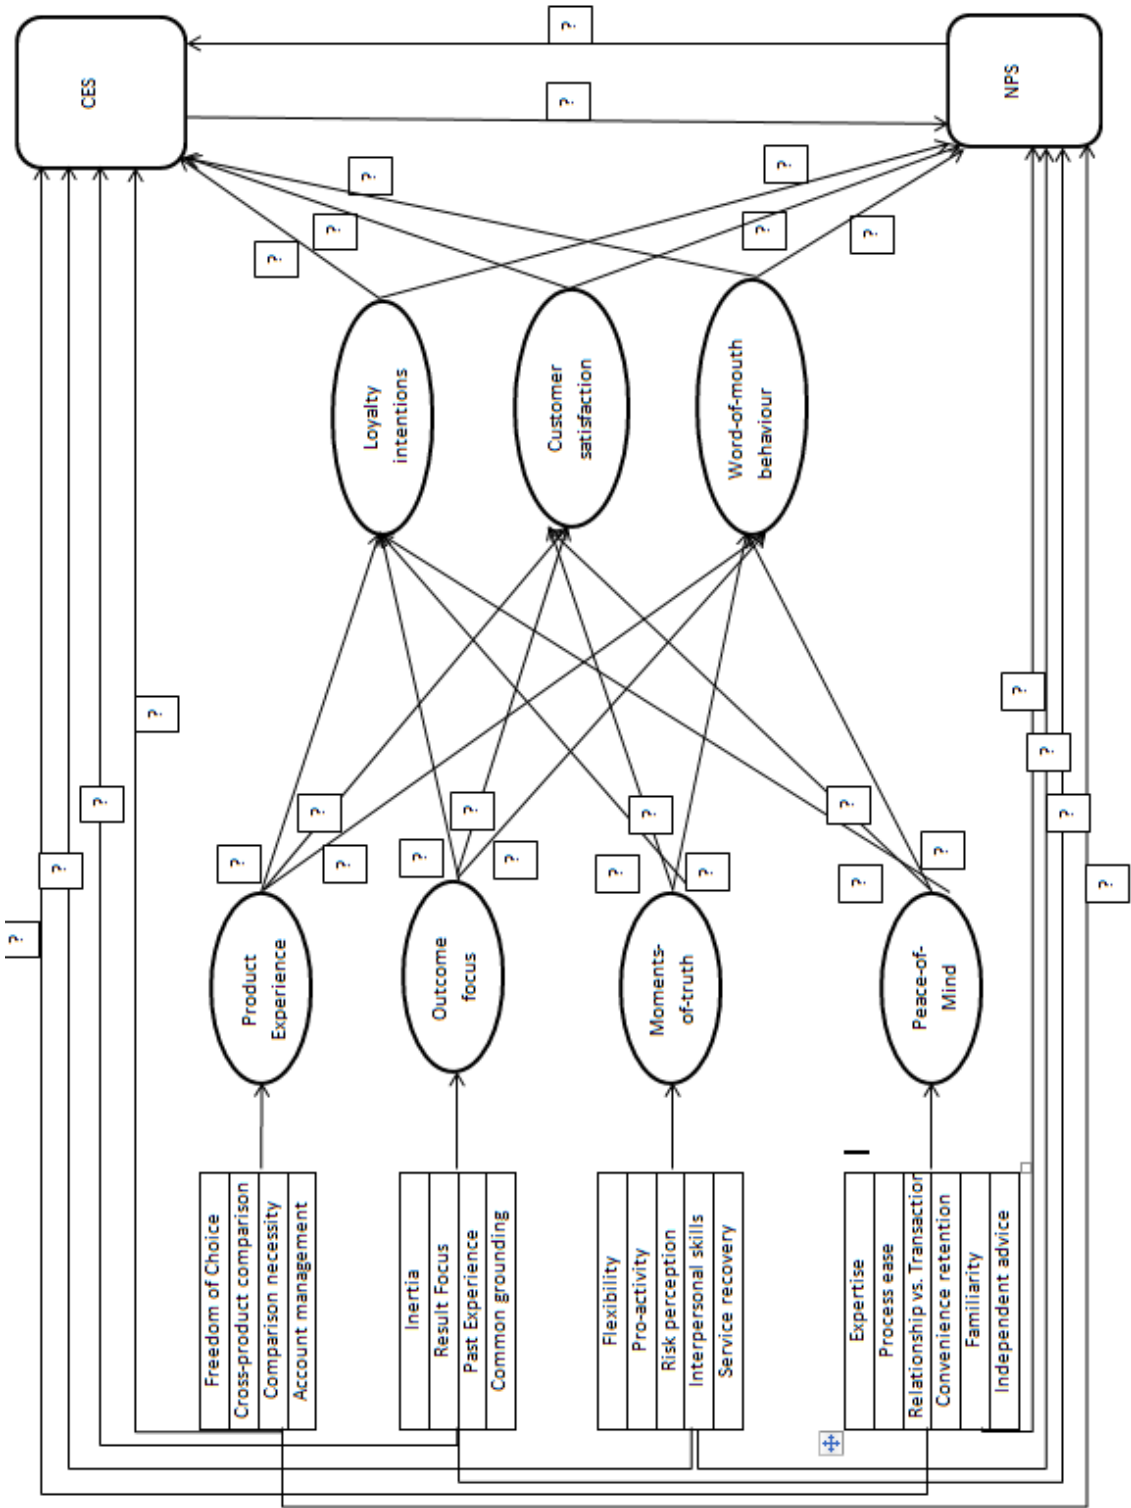 ?
?
?
?
CES
Freedom of Choice
Cross-product comparison
Comparison necessity
Account management
Product
Experience
?
?
?
Inertia
Result Focus
Past Experience
Common grounding
Outcome
focus
?
?
?
Flexibility
Pro-activity
Risk perception
Interpersonal skills
Service recovery
Moments-
of-truth
?
?
?
Expertise
Process ease
Relationship vs. Transaction
Convenience retention
Familiarity
Independent advice
Peace-of-
Mind
?
?
?
Loyalty
intentions
Customer
satisfaction
Word-of-mouth
behaviour
?
?
?
?
?
?
?
?
NPS
?
?
?
?